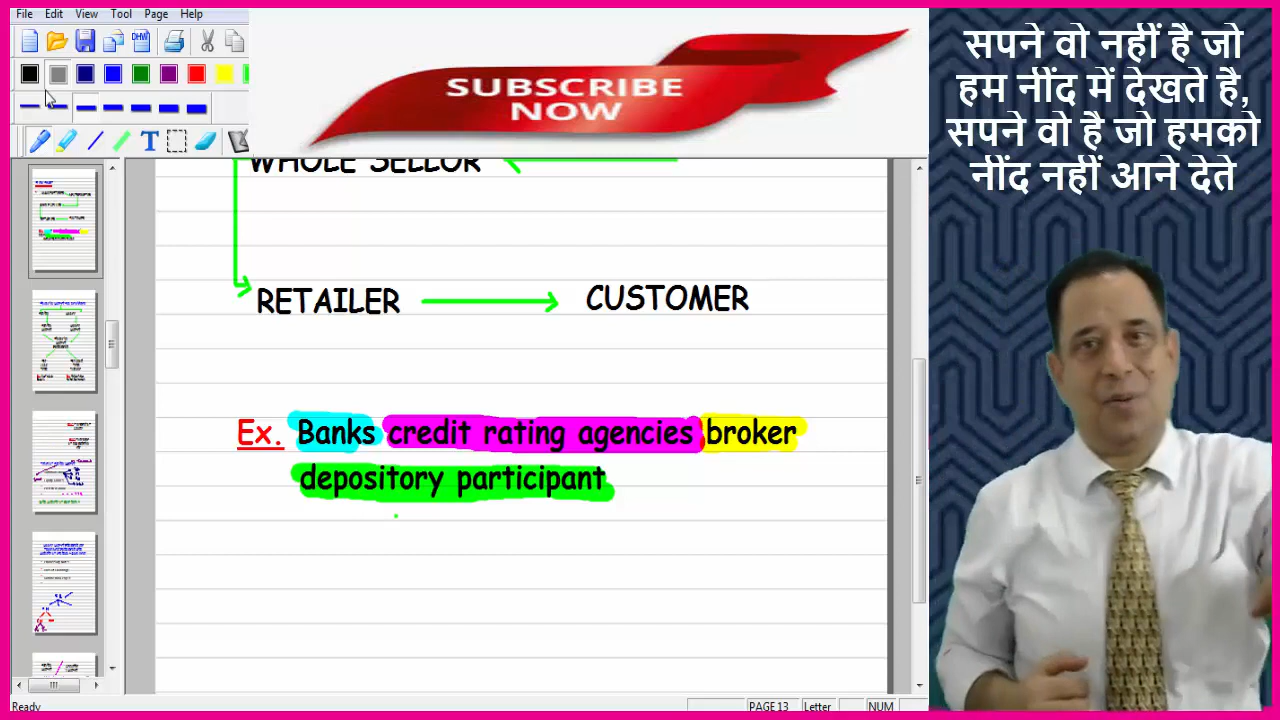 File Edit View Tool Page Help
DHW
T
SUBSCRIBE
NOW
सपने वो नहीं है जो
हम नींद में देखते है,
सपने वो है जो हमको
नींद नहीं आने देते
WHOLE SELLOR
RETAILER CUSTOMER
Ex. Banks credit rating agencies broker
depository participant
Ready PAGE 13 Letter NUM